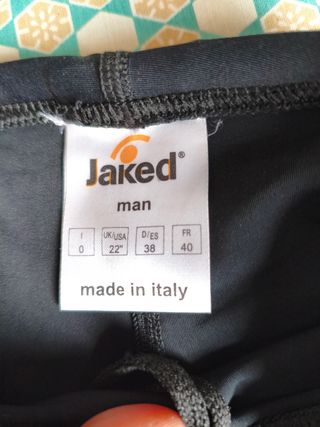 Jaked®
man
I UK/USA D/ES FR
0 22" 38 40
made in italy